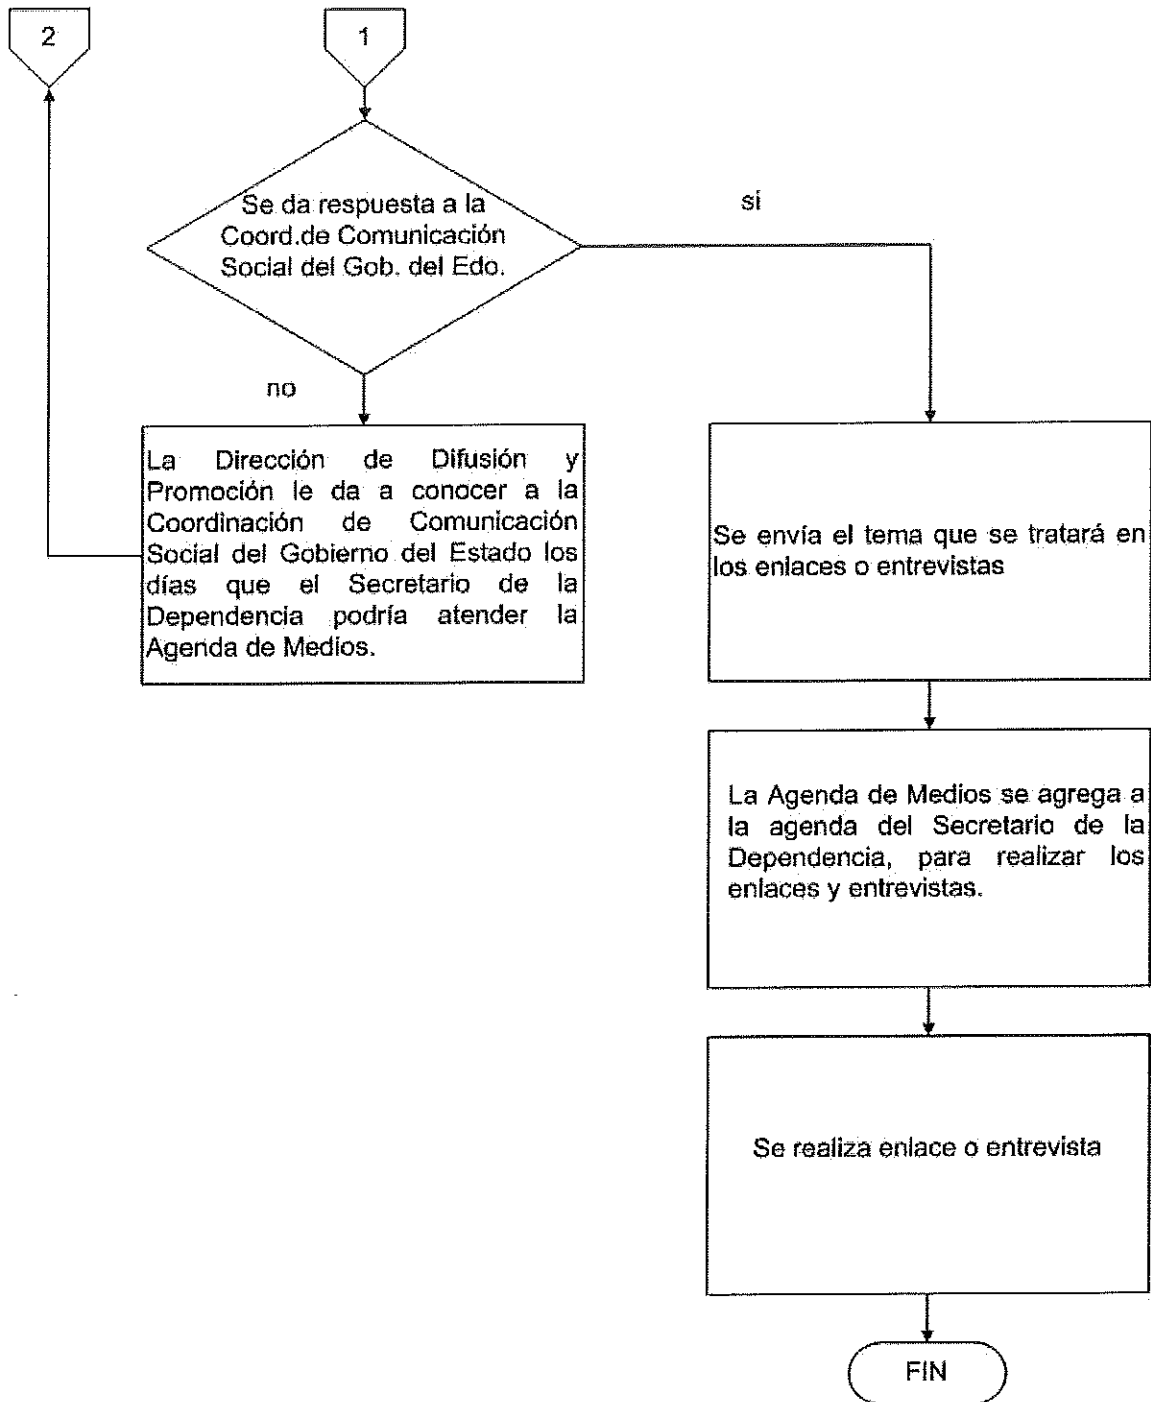 2
1
Se da respuesta a la
Coord.de Comunicación
Social del Gob. del Edo.
sí
no
La Dirección de Difusión y
Promoción le da a conocer a la
Coordinación de Comunicación
Social del Gobierno del Estado los
días que el Secretario de la
Dependencia podría atender la
Agenda de Medios.
Se envía el tema que se tratará en
los enlaces o entrevistas
La Agenda de Medios se agrega a
la agenda del Secretario de la
Dependencia, para realizar los
enlaces y entrevistas.
Se realiza enlace o entrevista
FIN